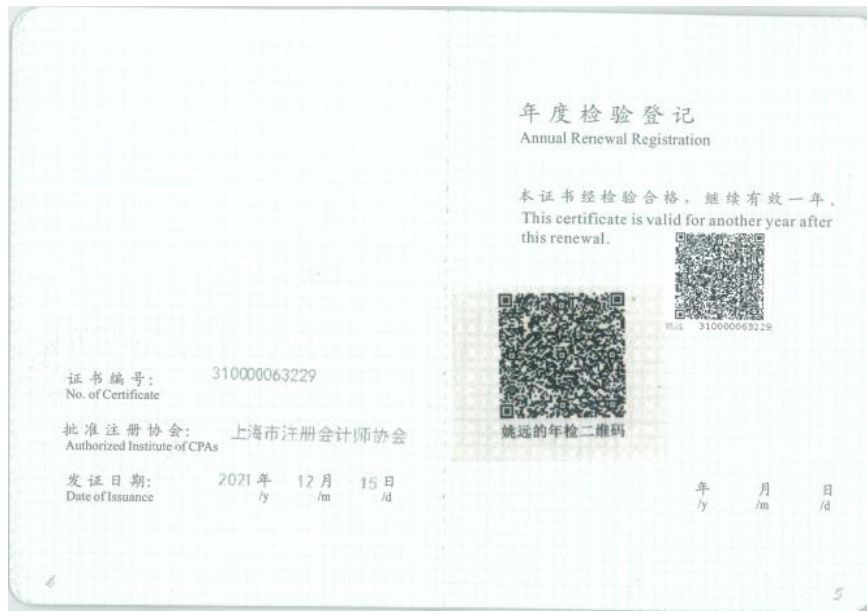 证书编号: 310000063229
No. of Certificate
批准注册协会: 上海市注册会计师协会
Authorized Institute of CPAs
发证日期: 2021 年 12 月 15 日
Date of Issuance /y /m /d
4
年度检验登记
Annual Renewal Registration
本证书经检验合格，继续有效一年.
This certificate is valid for another year after
this renewal.
姚远 310000063229
姚远的年检二维码
年 月 日
/y /m /d
5